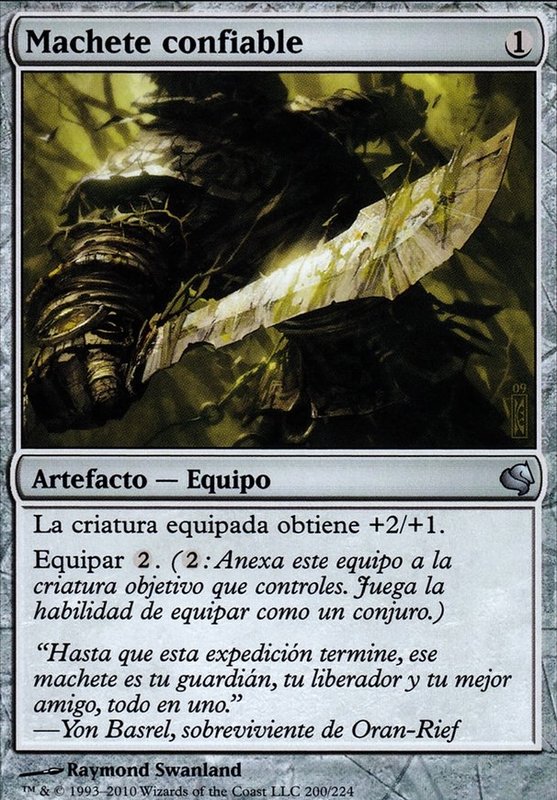 Machete confiable 1
09
Artefacto — Equipo
La criatura equipada obtiene +2/+1.
Equipar 2. (2: Anexa este equipo a la
criatura objetivo que controles. Juega la
habilidad de equipar como un conjuro.)
“Hasta que esta expedición termine, ese
machete es tu guardián, tu liberador y tu mejor
amigo, todo en uno.”
—Yon Basrel, sobreviviente de Oran-Rief
Raymond Swanland
™ & © 1993–2010 Wizards of the Coast LLC 200/224